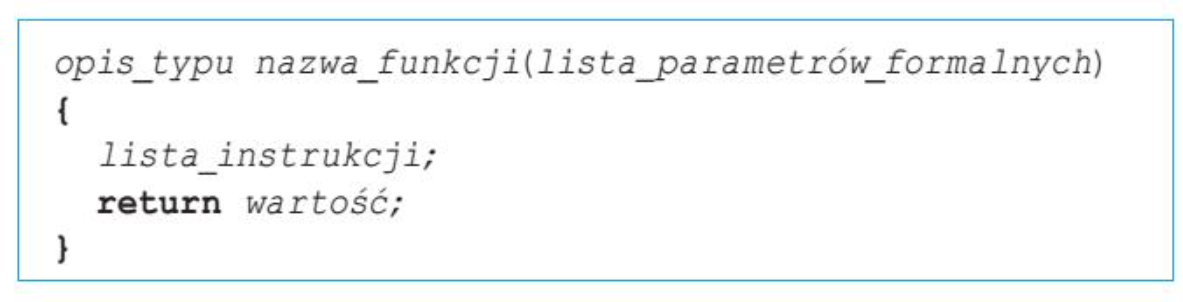 opis_typu nazwa_funkcji(lista_parametrów_formalnych)
{
lista_instrukcji;
return wartość;
}